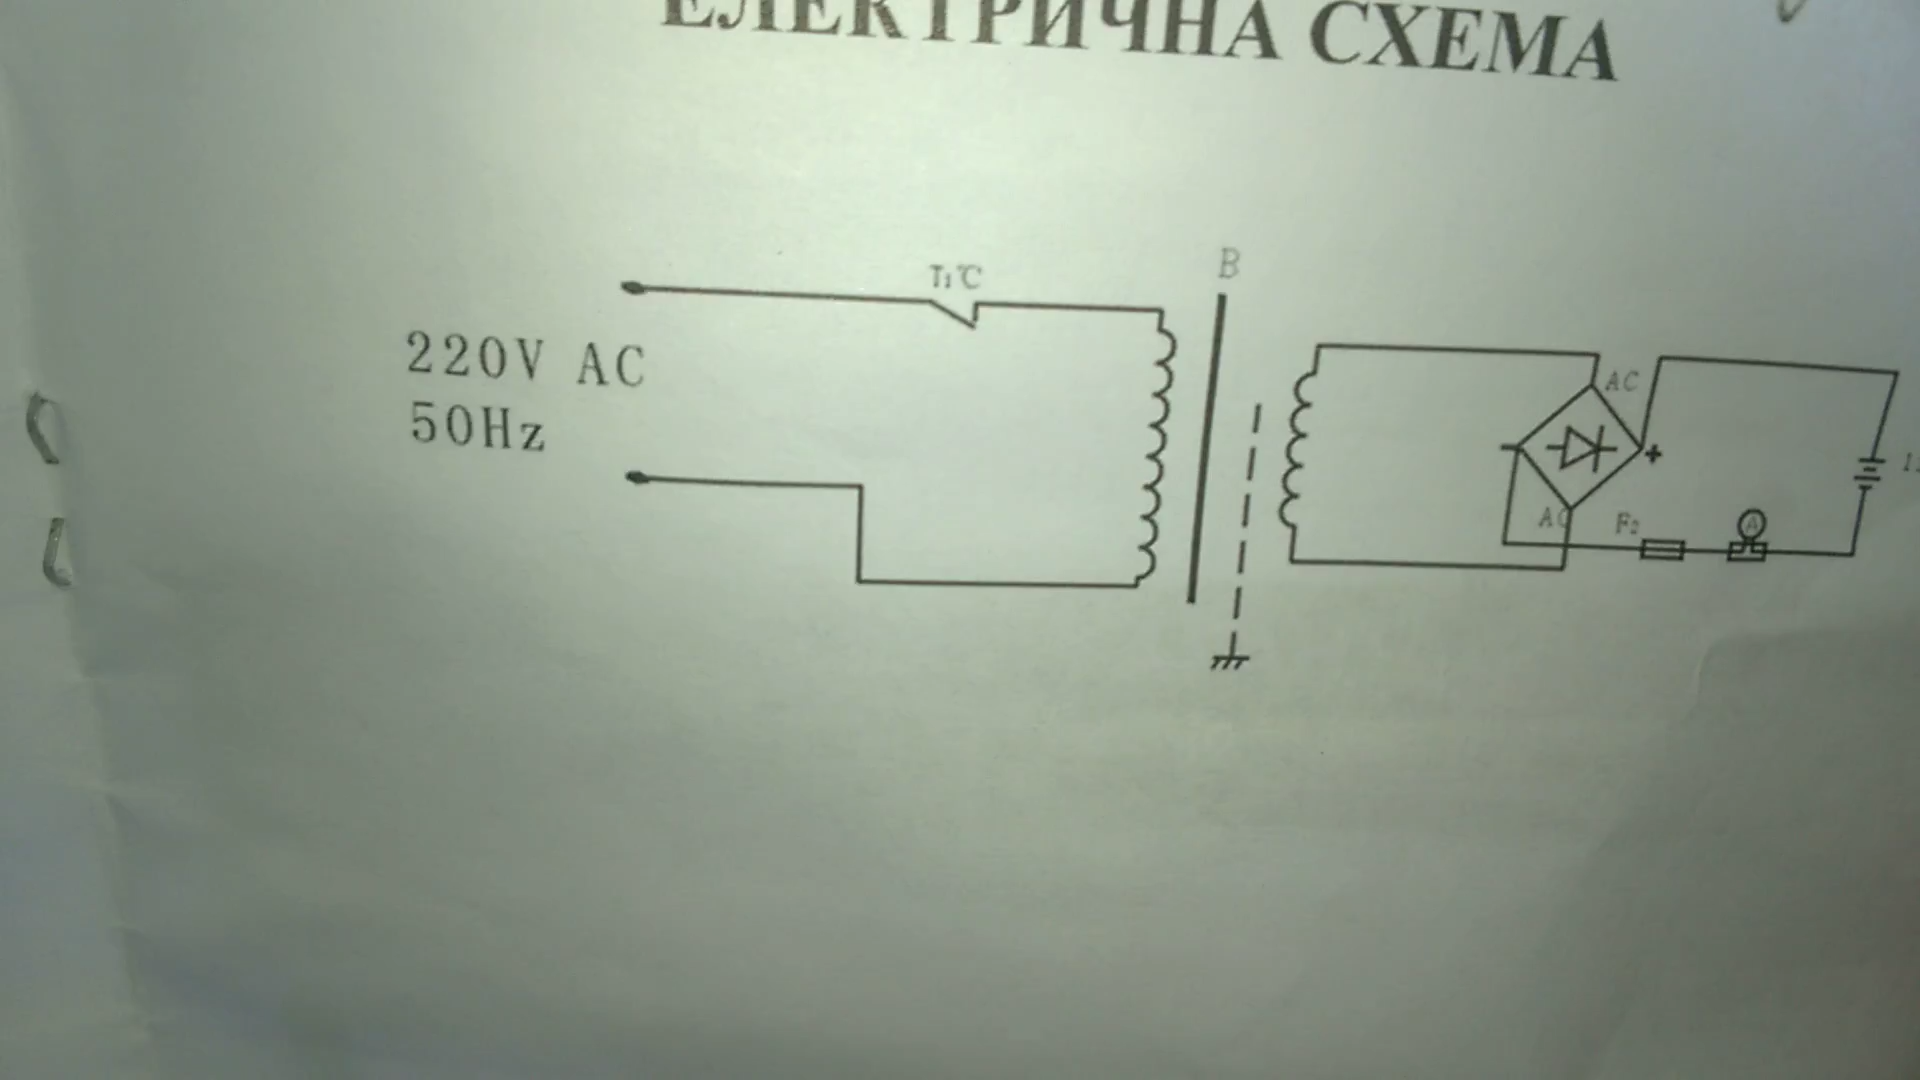 ЕЛЕКТРИЧНА СХЕМА
B
T₁℃
220V AC
50Hz
AC
+
AC
F₂
A